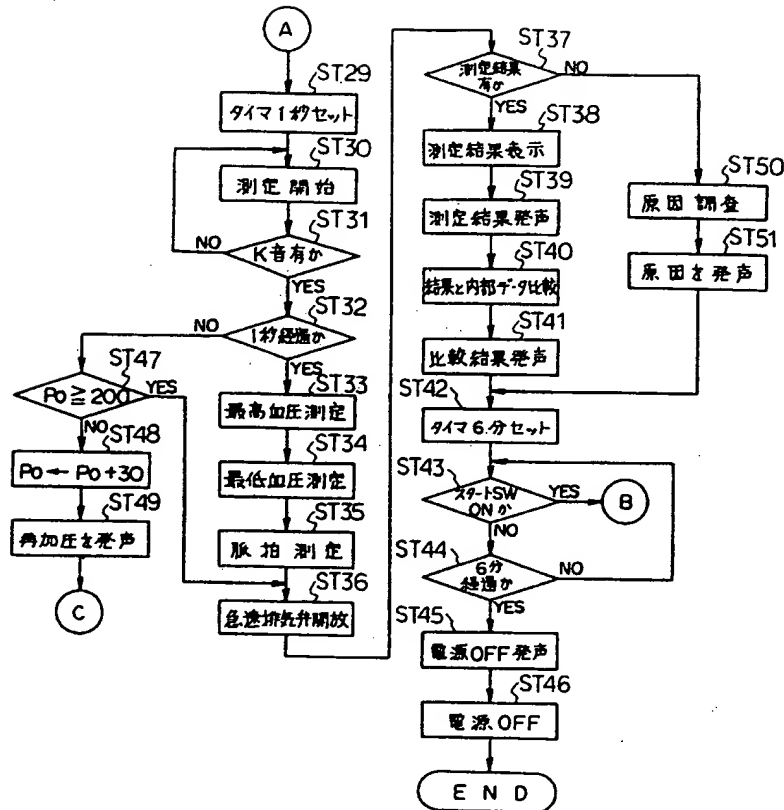 A
ST29
タイマ1秒セット
ST30
測定開始
ST31
K音有か
NO
YES
ST32
1秒経過か
NO
YES
ST47
Po≧200
YES
NO
ST48
Po←Po+30
ST49
再加圧を発声
C
ST33
最高血圧測定
ST34
最低血圧測定
ST35
脈拍測定
ST36
急速排気弁開放
ST37
測定結果
有か
NO
YES
ST38
測定結果表示
ST39
測定結果発声
ST40
結果と内部データ比較
ST41
比較結果発声
ST50
原因調査
ST51
原因を発声
ST42
タイマ6分セット
ST43
スタートSW
ONか
YES
B
NO
ST44
6分
経過か
NO
YES
ST45
電源OFF発声
ST46
電源OFF
END